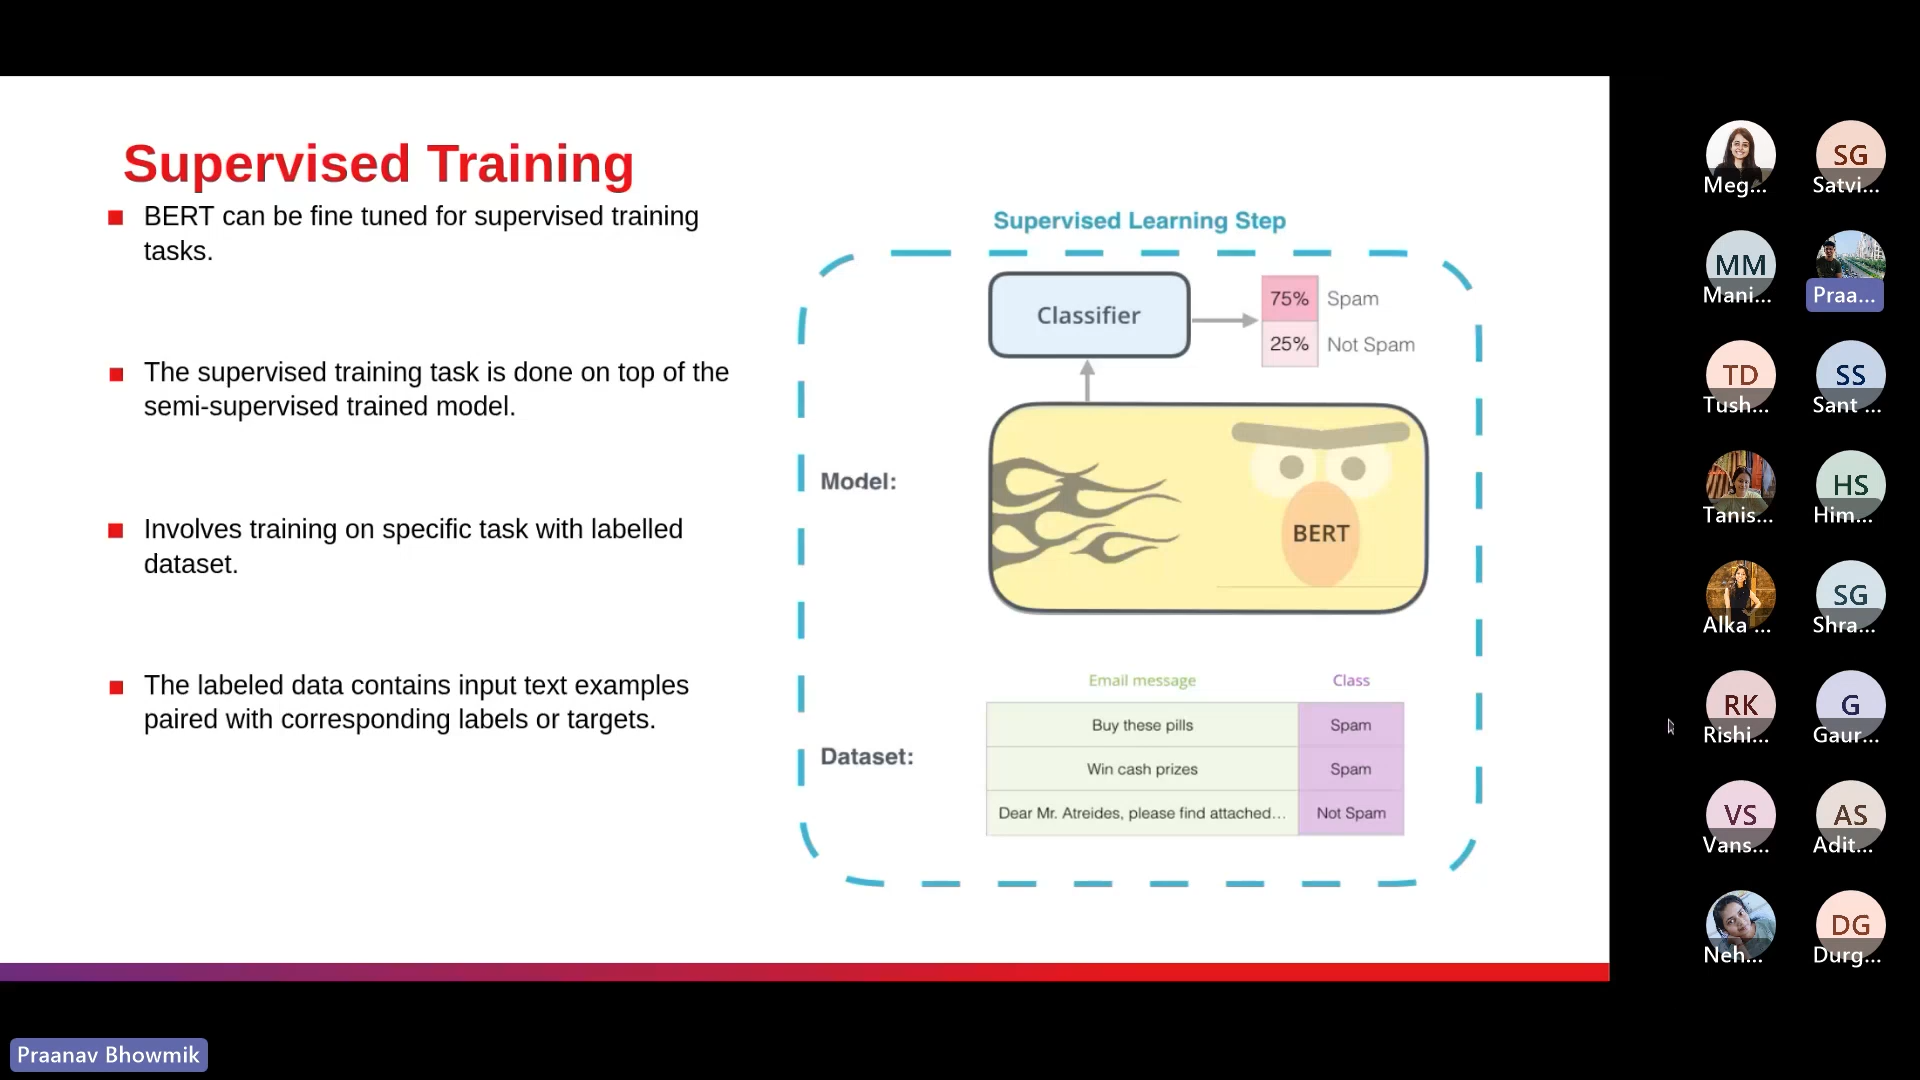 Supervised Training
BERT can be fine tuned for supervised training
tasks.
The supervised training task is done on top of the
semi-supervised trained model.
Involves training on specific task with labelled
dataset.
The labeled data contains input text examples
paired with corresponding labels or targets.
Supervised Learning Step
Classifier
75% Spam
25% Not Spam
Model:
BERT
Email message Class
Dataset:
Buy these pills Spam
Win cash prizes Spam
Dear Mr. Atreides, please find attached... Not Spam
Praanav Bhowmik
SG
Meg... Satvi...
MM
Mani... Praa...
TD SS
Tush... Sant ...
HS
Tanis... Him...
SG
Alka ... Shra...
RK G
Rishi... Gaur...
VS AS
Vans... Adit...
DG
Neh... Durg...